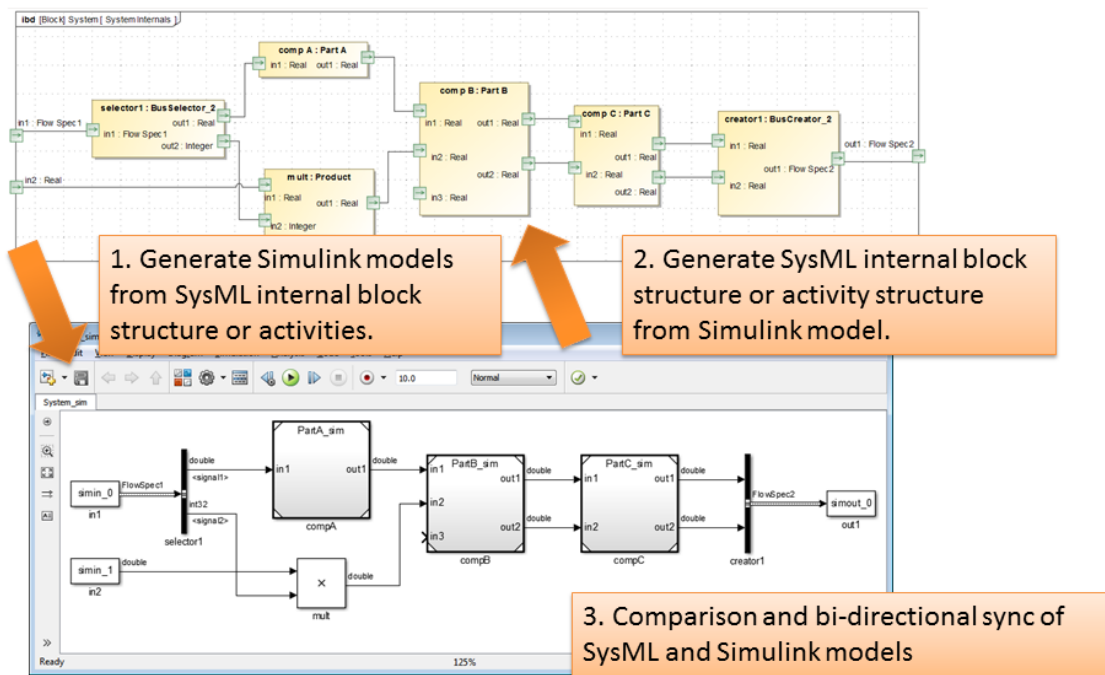 ibd [Block] System [ System Internals ]
comp A : Part A
in1 : Real out1 : Real
comp B : Part B
in1 : Real out1 : Real
in2 : Real
out2 : Real
in3 : Real
selector1 : BusSelector_2
out1 : Real
in1 : Flow Spec1
out2 : Integer
in1 : Flow Spec1
comp C : Part C
in1 : Real
out1 : Real
in2 : Real
out2 : Real
creator1 : BusCreator_2
in1 : Real
out1 : Flow Spec2
in2 : Real
out1 : Flow Spec2
in2 : Real
mult : Product
in1 : Real
out1 : Real
in2 : Integer
1. Generate Simulink models
from SysML internal block
structure or activities.
2. Generate SysML internal block
structure or activity structure
from Simulink model.
10.0
Normal
System_sim
PartA_sim
in1 out1
compA
double
<signal1>
int32
<signal2>
selector1
FlowSpec1
simin_0
in1
simin_1
in2
double
×
mult
double
double
PartB_sim
in1 out1
in2
out2
in3
compB
double
double
PartC_sim
in1 out1
in2 out2
compC
double
double
creator1
FlowSpec2
simout_0
out1
3. Comparison and bi-directional sync of
SysML and Simulink models
Ready
125%